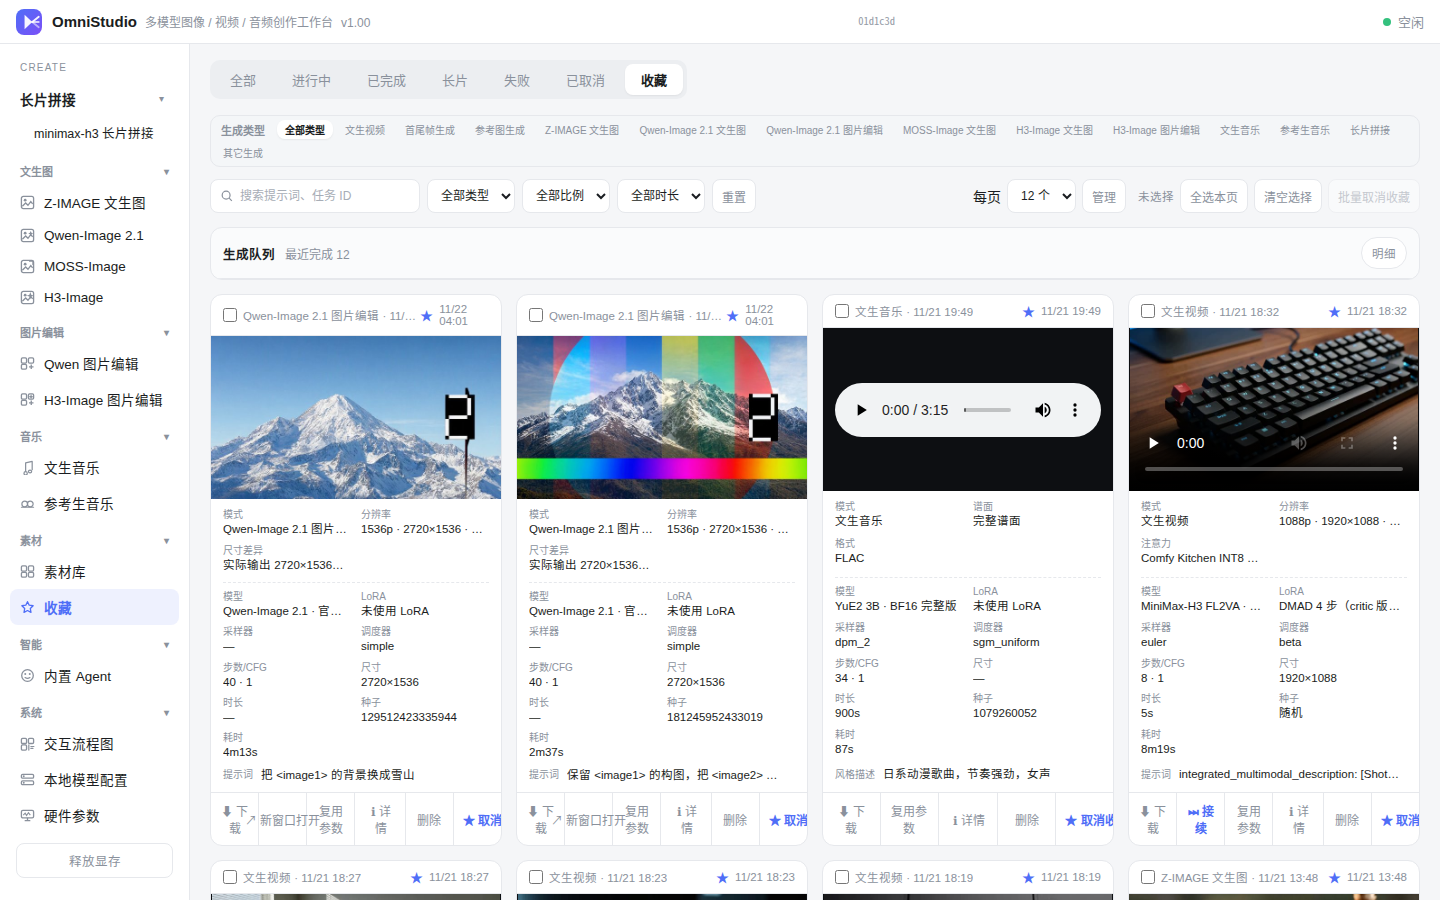 OmniStudio 多模型图像 / 视频 / 音频创作工作台 v1.00
01d1c3d
空闲
CREATE
长片拼接
minimax-h3 长片拼接
文生图
Z-IMAGE 文生图
Qwen-Image 2.1
MOSS-Image
H3-Image
图片编辑
Qwen 图片编辑
H3-Image 图片编辑
音乐
文生音乐
参考生音乐
素材
素材库
收藏
智能
内置 Agent
系统
交互流程图
本地模型配置
硬件参数
释放显存
全部 进行中 已完成 长片 失败 已取消 收藏
生成类型 全部类型 文生视频 首尾帧生成 参考图生成 Z-IMAGE 文生图 Qwen-Image 2.1 文生图 Qwen-Image 2.1 图片编辑 MOSS-Image 文生图 H3-Image 文生图 H3-Image 图片编辑 文生音乐 参考生音乐 长片拼接
其它生成
搜索提示词、任务 ID 全部类型 全部比例 全部时长 重置 每页 12 个 管理 未选择 全选本页 清空选择 批量取消收藏
生成队列 最近完成 12 明细
Qwen-Image 2.1 图片编辑 · 11/… ★ 11/22 04:01
模式 分辨率
Qwen-Image 2.1 图片… 1536p · 2720×1536 · …
尺寸差异
实际输出 2720×1536…
模型 LoRA
Qwen-Image 2.1 · 官… 未使用 LoRA
采样器 调度器
— simple
步数/CFG 尺寸
40 · 1 2720×1536
时长 种子
— 129512423335944
耗时
4m13s
提示词 把 <image1> 的背景换成雪山
⬇ 下载 ↗ 新窗口打开 复用参数 ℹ 详情 删除 ★ 取消
Qwen-Image 2.1 图片编辑 · 11/… ★ 11/22 04:01
模式 分辨率
Qwen-Image 2.1 图片… 1536p · 2720×1536 · …
尺寸差异
实际输出 2720×1536…
模型 LoRA
Qwen-Image 2.1 · 官… 未使用 LoRA
采样器 调度器
— simple
步数/CFG 尺寸
40 · 1 2720×1536
时长 种子
— 181245952433019
耗时
2m37s
提示词 保留 <image1> 的构图，把 <image2> …
⬇ 下载 ↗ 新窗口打开 复用参数 ℹ 详情 删除 ★ 取消
文生音乐 · 11/21 19:49 ★ 11/21 19:49
0:00 / 3:15
模式 谱面
文生音乐 完整谱面
格式
FLAC
模型 LoRA
YuE2 3B · BF16 完整版 未使用 LoRA
采样器 调度器
dpm_2 sgm_uniform
步数/CFG 尺寸
34 · 1 —
时长 种子
900s 1079260052
耗时
87s
风格描述 日系动漫歌曲，节奏强劲，女声
⬇ 下载 复用参数 ℹ 详情 删除 ★ 取消收
文生视频 · 11/21 18:32 ★ 11/21 18:32
0:00
模式 分辨率
文生视频 1088p · 1920×1088 · …
注意力
Comfy Kitchen INT8 …
模型 LoRA
MiniMax-H3 FL2VA · … DMAD 4 步（critic 版…
采样器 调度器
euler beta
步数/CFG 尺寸
8 · 1 1920×1088
时长 种子
5s 随机
耗时
8m19s
提示词 integrated_multimodal_description: [Shot…
⬇ 下载 ⏭ 接续 复用参数 ℹ 详情 删除 ★ 取消
文生视频 · 11/21 18:27 ★ 11/21 18:27
文生视频 · 11/21 18:23 ★ 11/21 18:23
文生视频 · 11/21 18:19 ★ 11/21 18:19
Z-IMAGE 文生图 · 11/21 13:48 ★ 11/21 13:48